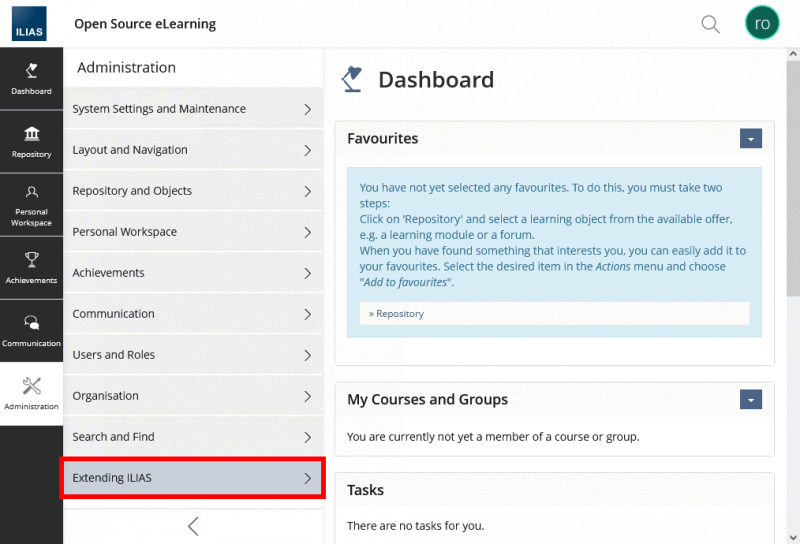 ILIAS
Open Source eLearning
ro
Dashboard
Repository
Personal
Workspace
Achievements
Communication
Administration
Administration
System Settings and Maintenance
Layout and Navigation
Repository and Objects
Personal Workspace
Achievements
Communication
Users and Roles
Organisation
Search and Find
Extending ILIAS
Dashboard
Favourites
You have not yet selected any favourites. To do this, you must take two
steps:
Click on 'Repository' and select a learning object from the available offer,
e.g. a learning module or a forum.
When you have found something that interests you, you can easily add it to
your favourites. Select the desired item in the Actions menu and choose
"Add to favourites".
» Repository
My Courses and Groups
You are currently not yet a member of a course or group.
Tasks
There are no tasks for you.